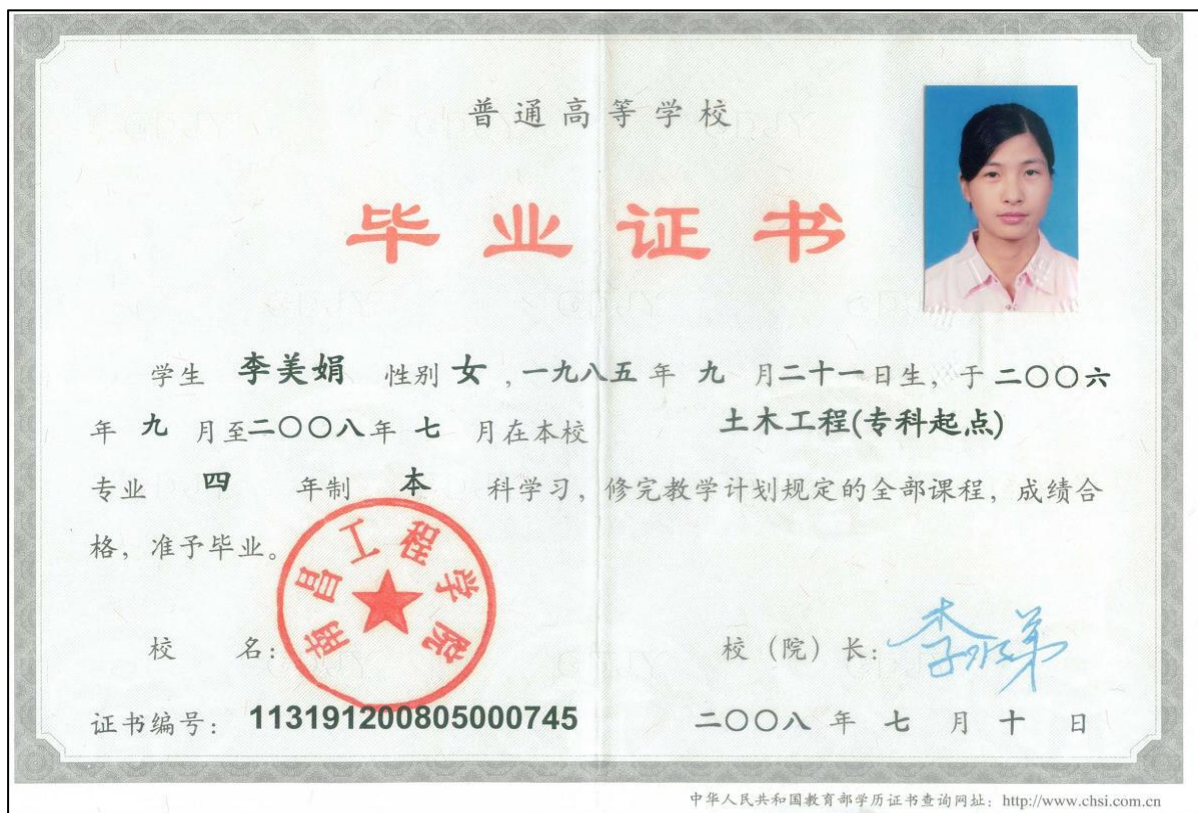 普通高等学校
毕业证书
学生 李美娟 性别 女 , 一九八五 年 九 月二十一日生, 于 二〇〇六
年 九 月至二〇〇八年 七 月在本校 土木工程(专科起点)
专业 四 年制 本 科学习, 修完教学计划规定的全部课程, 成绩合
格, 准予毕业。
南昌工程学院
校 名: 校 (院) 长:
证书编号: 113191200805000745 二〇〇八 年 七 月 十 日
中华人民共和国教育部学历证书查询网址: http://www.chsi.com.cn